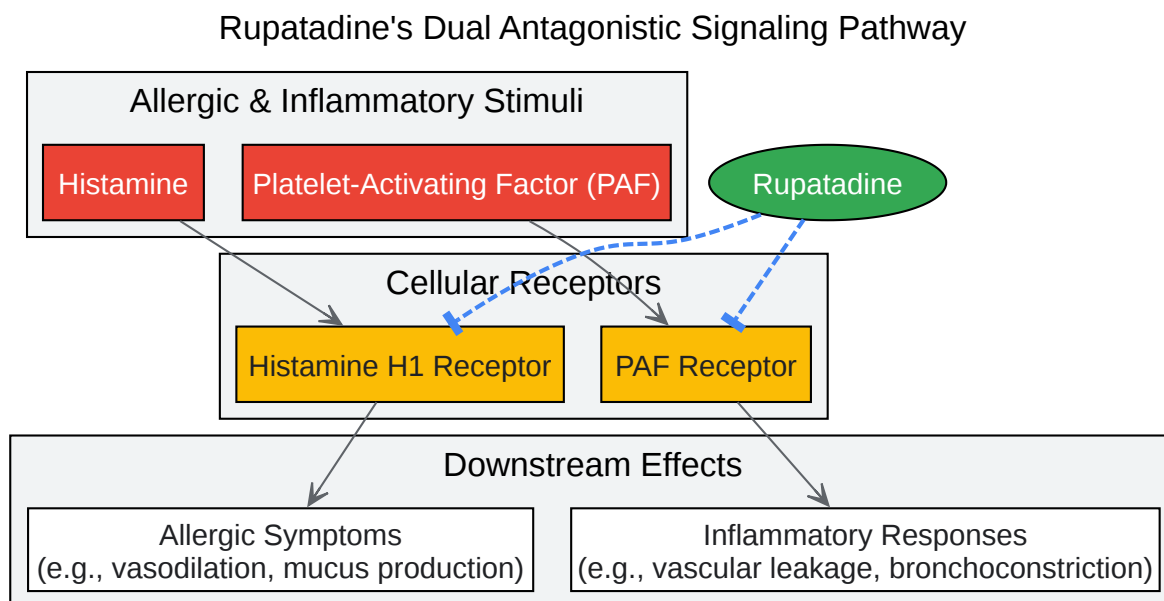 Rupatadine's Dual Antagonistic Signaling Pathway
Allergic & Inflammatory Stimuli
Histamine
Platelet-Activating Factor (PAF)
Rupatadine
Cellular Receptors
Histamine H1 Receptor
PAF Receptor
Downstream Effects
Allergic Symptoms
(e.g., vasodilation, mucus production)
Inflammatory Responses
(e.g., vascular leakage, bronchoconstriction)